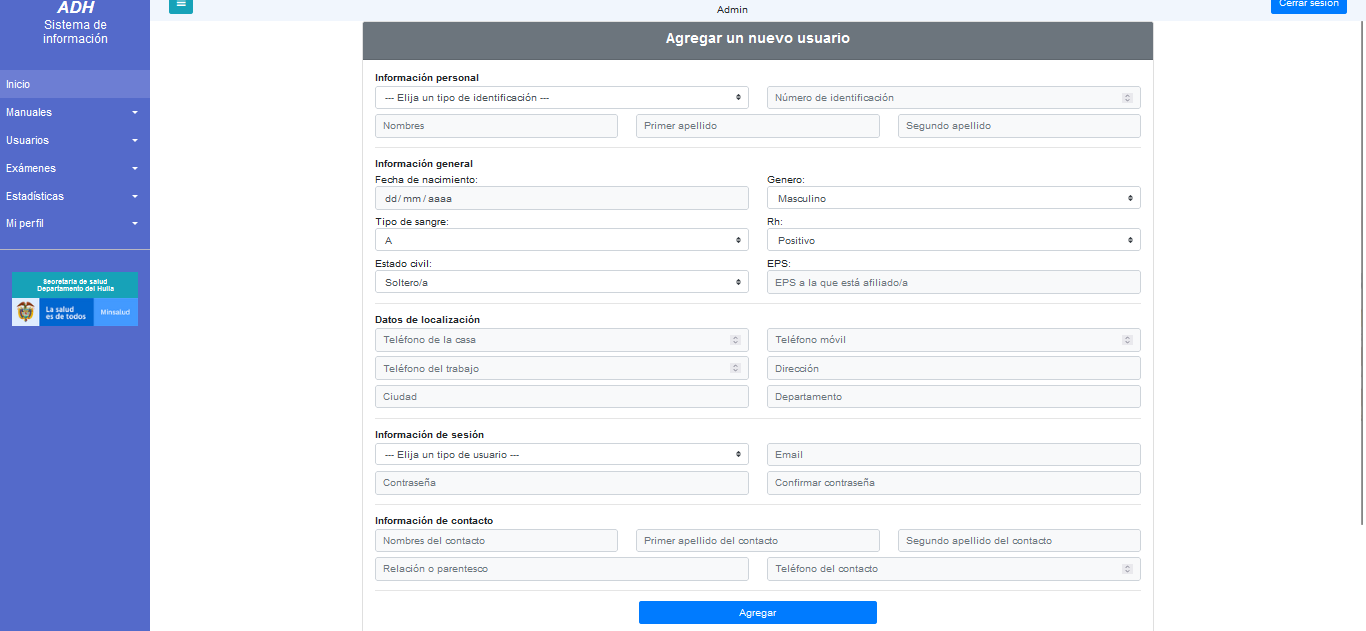 ADH
Sistema de
información
Inicio
Manuales
Usuarios
Exámenes
Estadísticas
Mi perfil
Secretaría de salud
Departamento del Huila
La salud
es de todos
Minsalud
Admin
Cerrar sesión
Agregar un nuevo usuario
Información personal
--- Elija un tipo de identificación ---
Número de identificación
Nombres
Primer apellido
Segundo apellido
Información general
Fecha de nacimiento:
Genero:
dd/mm/aaaa
Masculino
Tipo de sangre:
Rh:
A
Positivo
Estado civil:
EPS:
Soltero/a
EPS a la que está afiliado/a
Datos de localización
Teléfono de la casa
Teléfono móvil
Teléfono del trabajo
Dirección
Ciudad
Departamento
Información de sesión
--- Elija un tipo de usuario ---
Email
Contraseña
Confirmar contraseña
Información de contacto
Nombres del contacto
Primer apellido del contacto
Segundo apellido del contacto
Relación o parentesco
Teléfono del contacto
Agregar